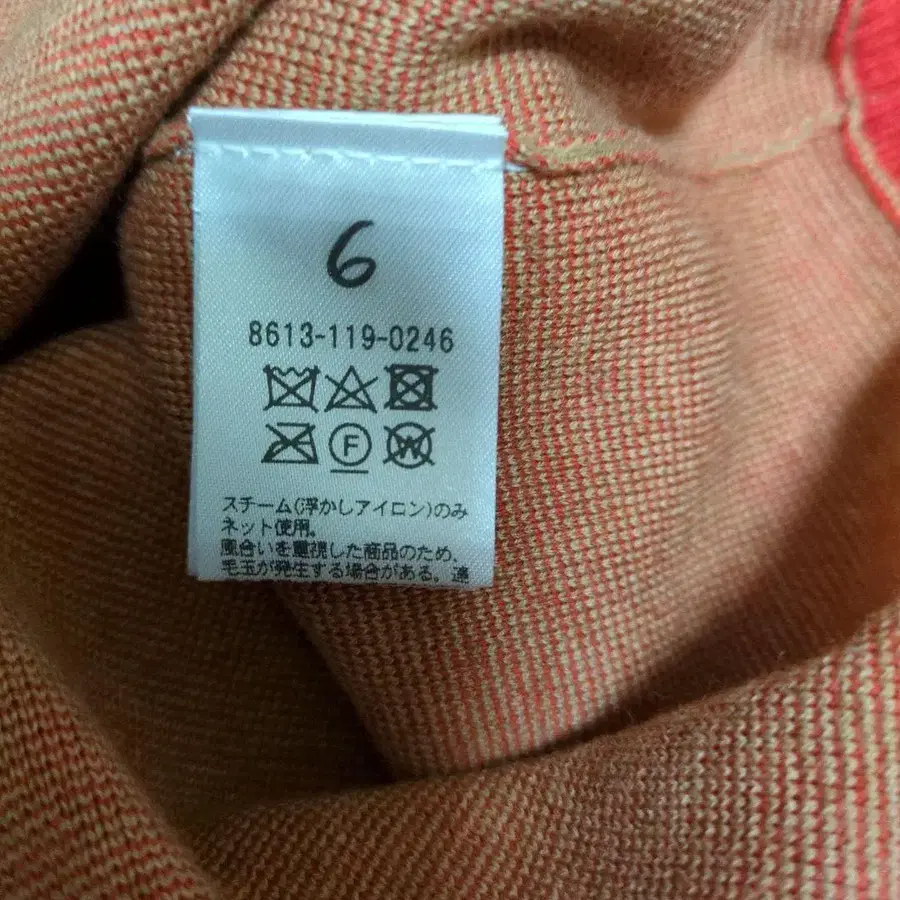 6
8613-119-0246
F W
スチーム(浮かしアイロン)のみ
ネット使用。
風合いを重視した商品のため、
毛玉が発生する場合がある。連